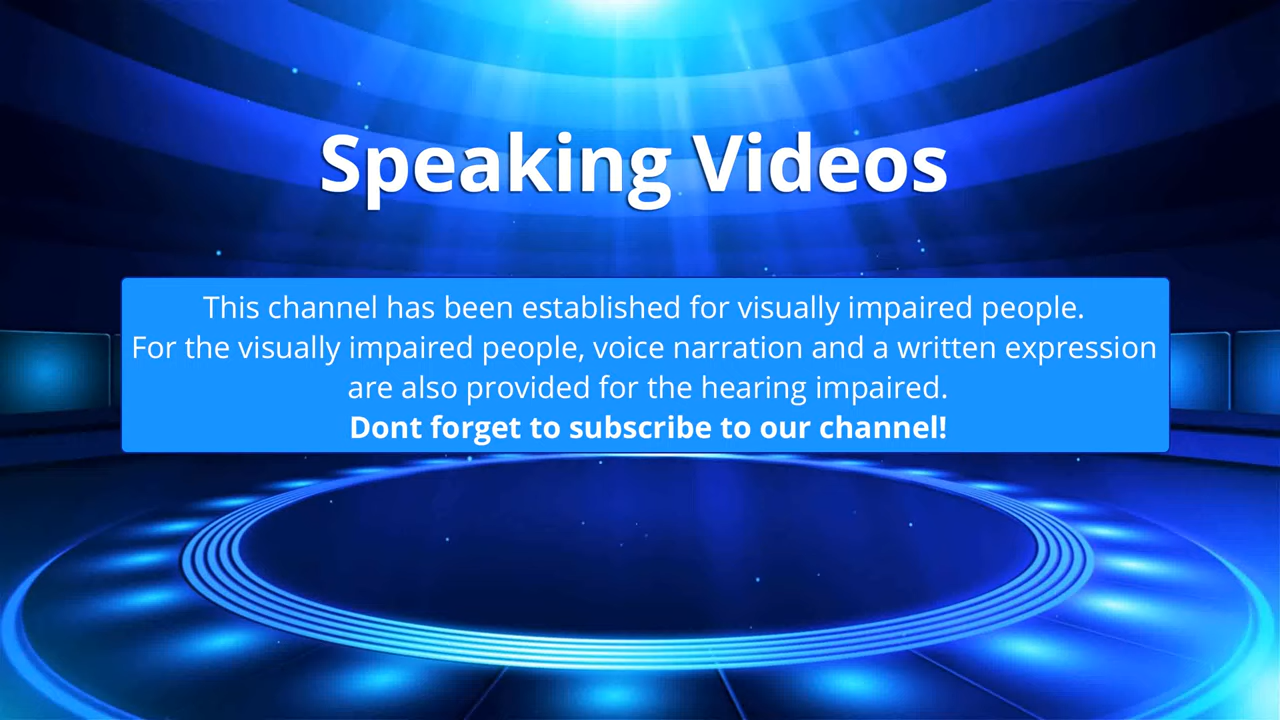 Speaking Videos
This channel has been established for visually impaired people.
For the visually impaired people, voice narration and a written expression
are also provided for the hearing impaired.
Dont forget to subscribe to our channel!